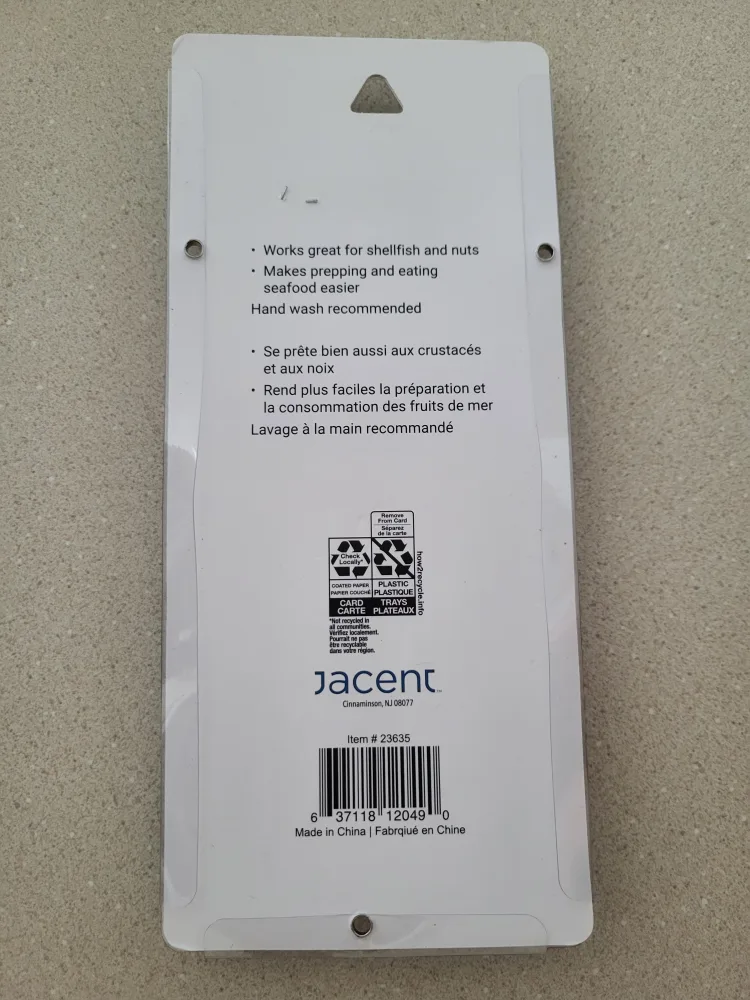 • Works great for shellfish and nuts
• Makes prepping and eating
seafood easier
Hand wash recommended
• Se prête bien aussi aux crustacés
et aux noix
• Rend plus faciles la préparation et
la consommation des fruits de mer
Lavage à la main recommandé
Remove
From Card
Séparez
de la carte
Check
Locally*
COATED PAPER
PAPIER COUCHÉ
CARD
CARTE
PLASTIC
PLASTIQUE
TRAYS
PLATEAUX
how2recycle.info
*Not recycled in
all communities.
Vérifiez localement.
Pourrait ne pas
être recyclable
dans votre région.
Jacent™
Cinnaminson, NJ 08077
Item # 23635
6 37118 12049 0
Made in China | Fabrqiué en Chine